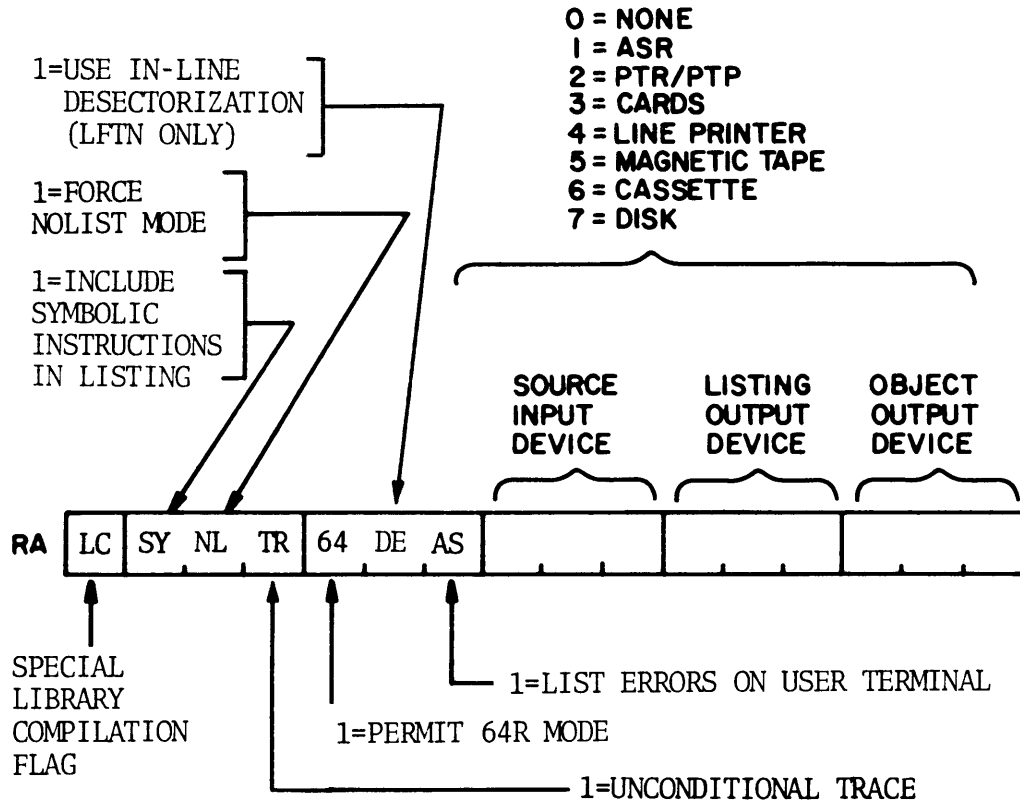 0 = NONE
1 = ASR
2 = PTR/PTP
3 = CARDS
4 = LINE PRINTER
5 = MAGNETIC TAPE
6 = CASSETTE
7 = DISK
1=USE IN-LINE
DESECTORIZATION
(LFTN ONLY)
1=FORCE
NOLIST MODE
1=INCLUDE
SYMBOLIC
INSTRUCTIONS
IN LISTING
SOURCE
INPUT
DEVICE
LISTING
OUTPUT
DEVICE
OBJECT
OUTPUT
DEVICE
RA LC SY NL TR 64 DE AS
SPECIAL
LIBRARY
COMPILATION
FLAG
1=LIST ERRORS ON USER TERMINAL
1=PERMIT 64R MODE
1=UNCONDITIONAL TRACE